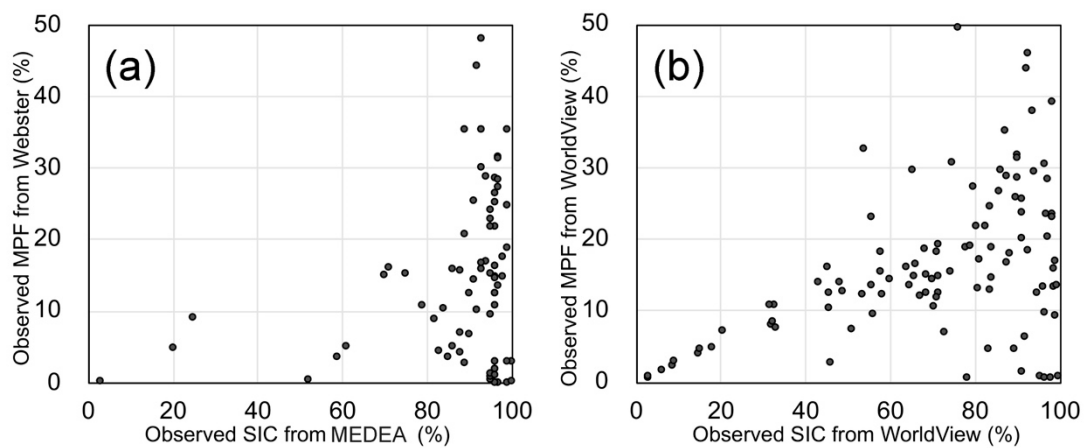 50
40
30
20
10
0
(a)
Observed MPF from Webster (%)
0 20 40 60 80 100
Observed SIC from MEDEA (%)
50
40
30
20
10
0
(b)
Observed MPF from WorldView (%)
0 20 40 60 80 100
Observed SIC from WorldView (%)